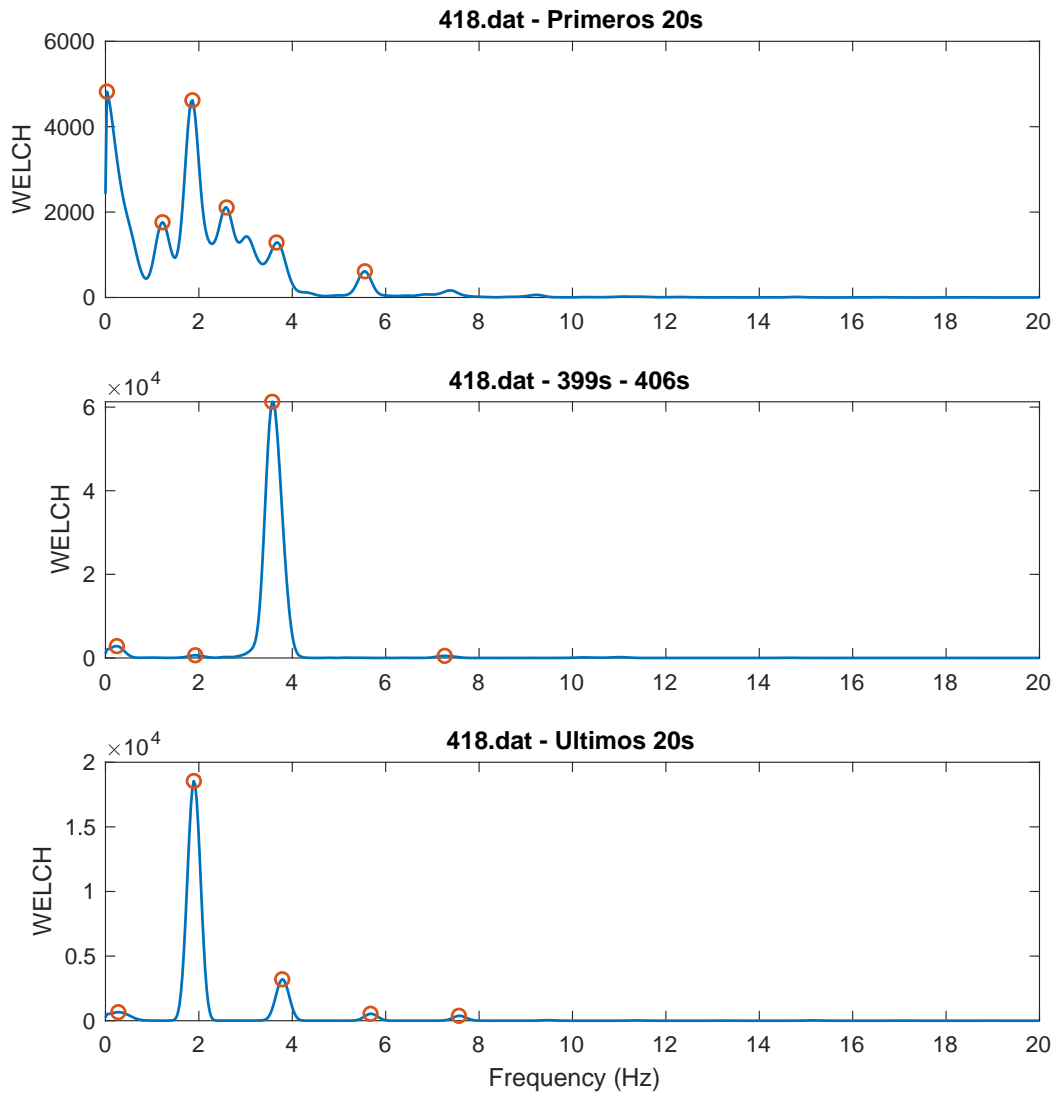 418.dat - Primeros 20s
6000
4000
2000
0
WELCH
0 2 4 6 8 10 12 14 16 18 20
418.dat - 399s - 406s
×10^4
6
4
2
0
WELCH
0 2 4 6 8 10 12 14 16 18 20
418.dat - Ultimos 20s
×10^4
2
1.5
1
0.5
0
WELCH
0 2 4 6 8 10 12 14 16 18 20
Frequency (Hz)